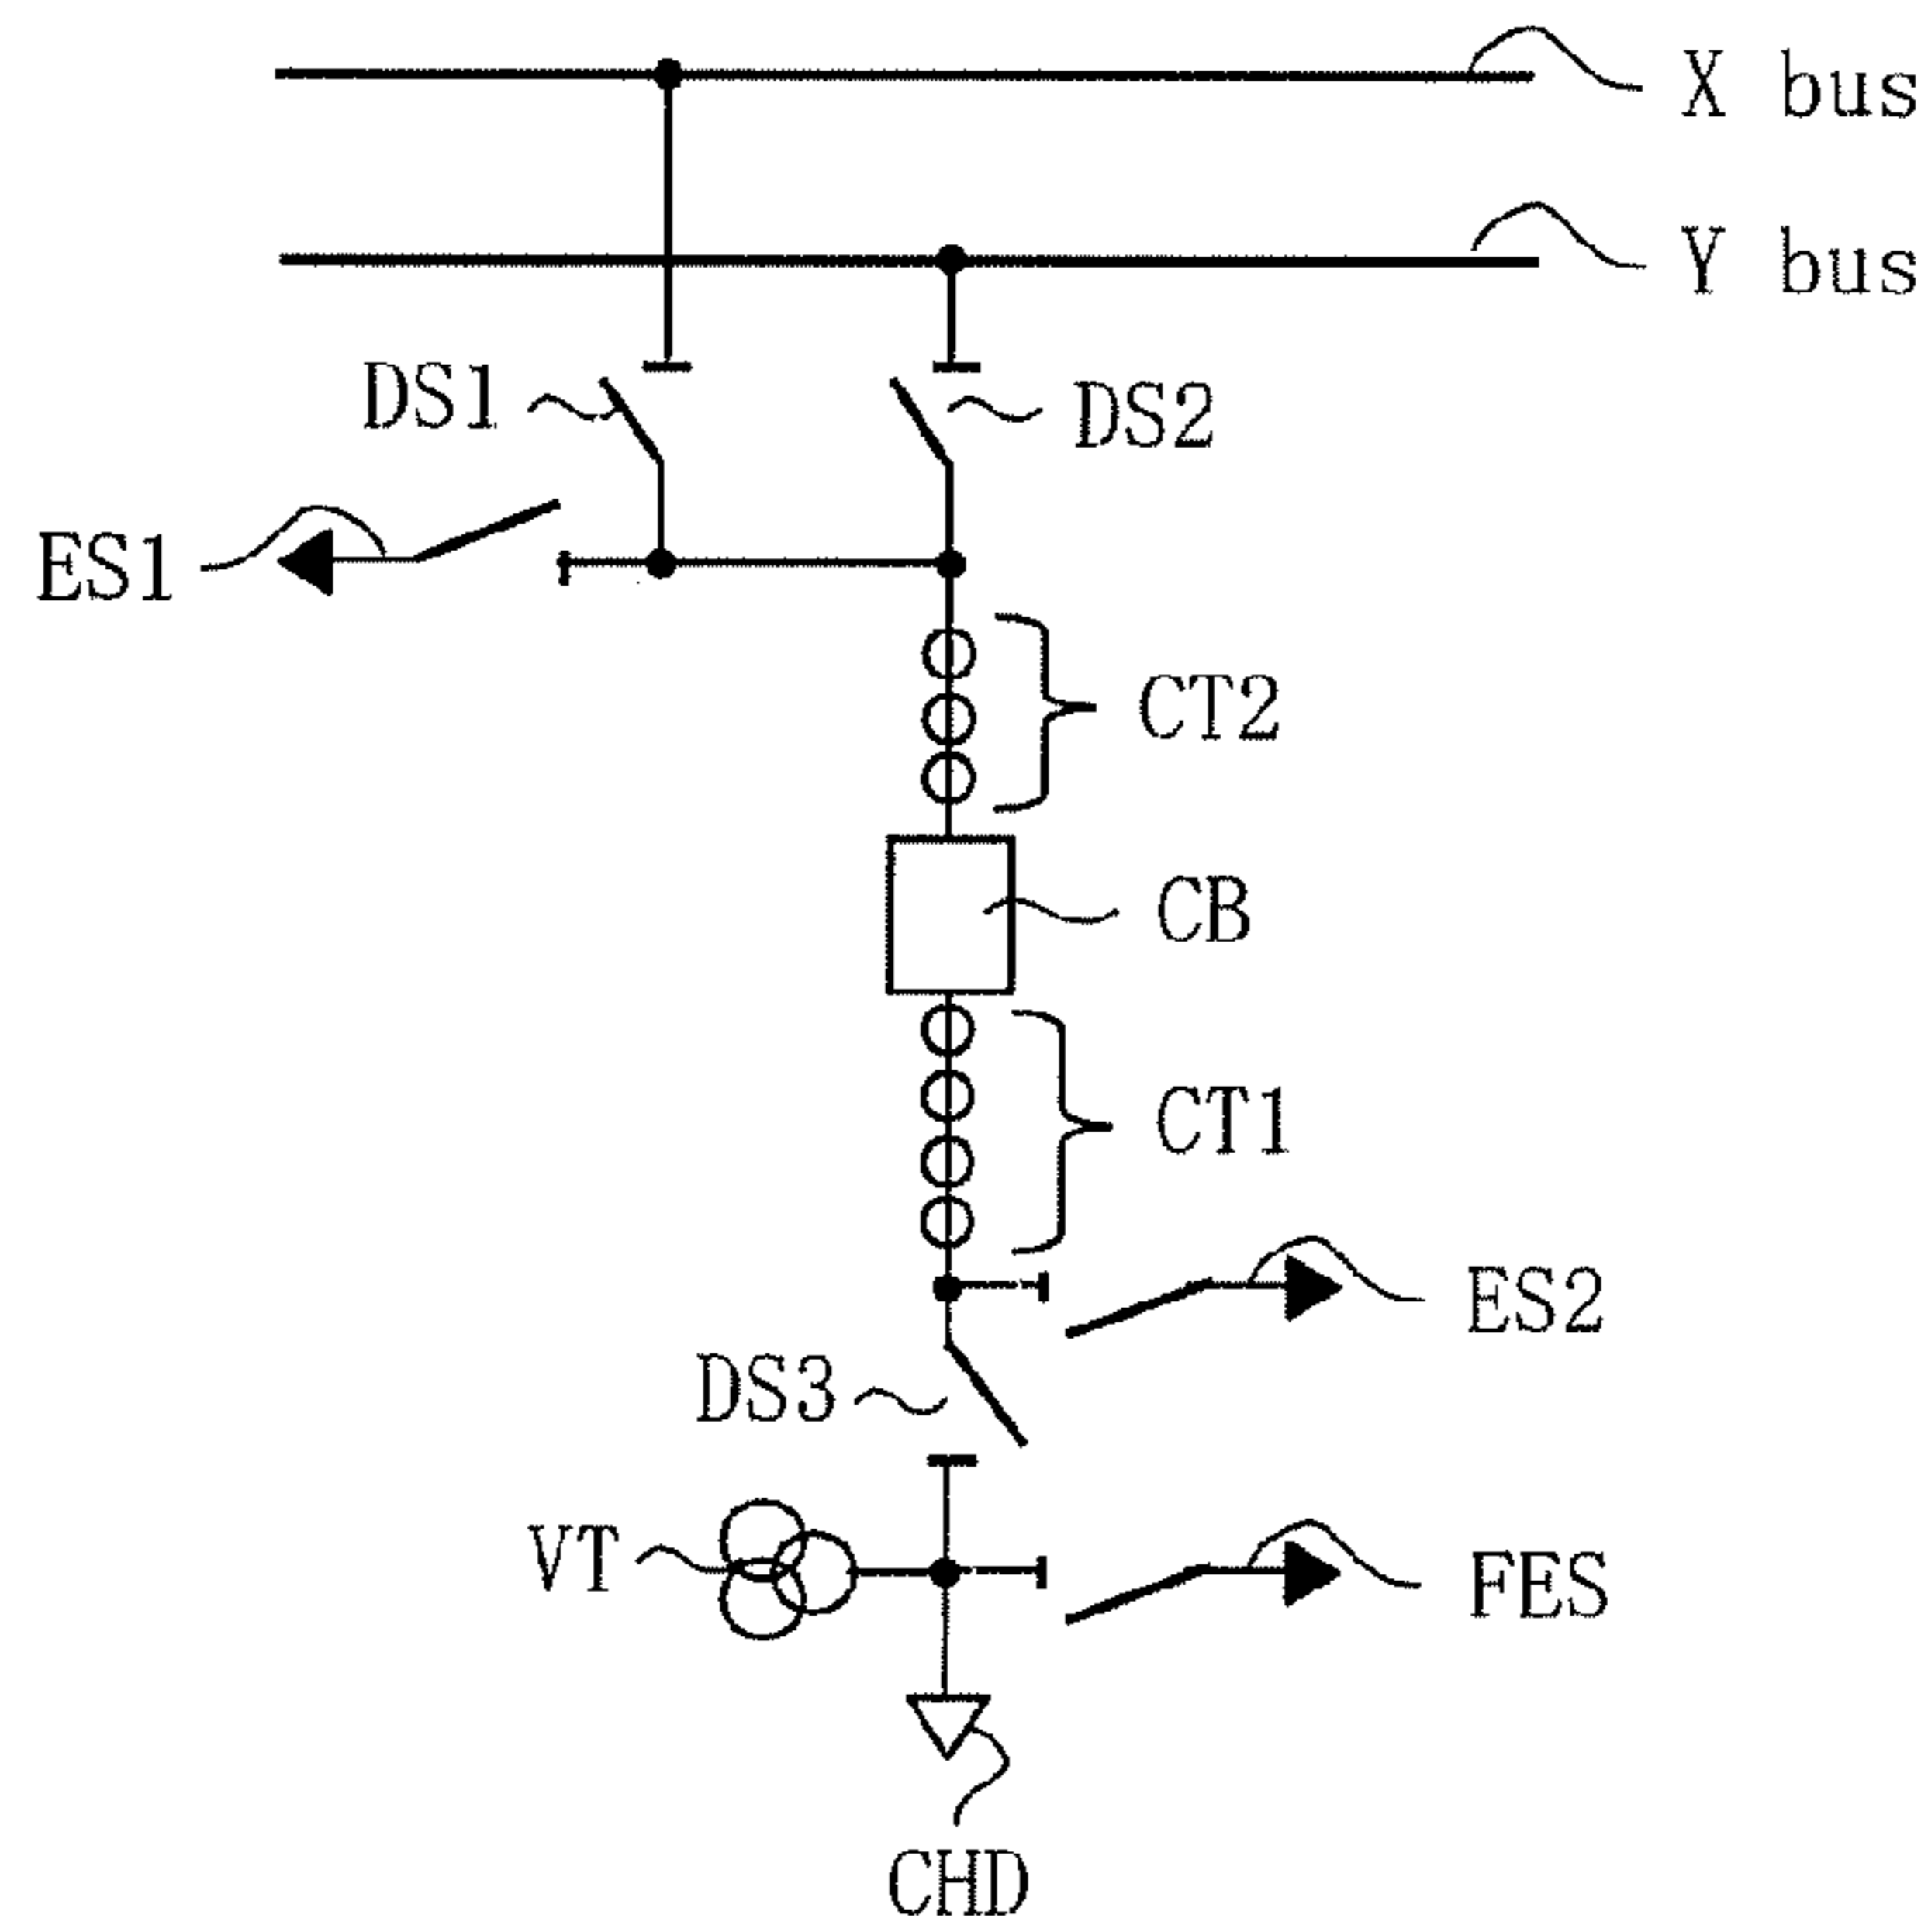 X bus
Y bus
DS1
DS2
ES1
CT2
CB
CT1
ES2
DS3
VT
FES
CHD